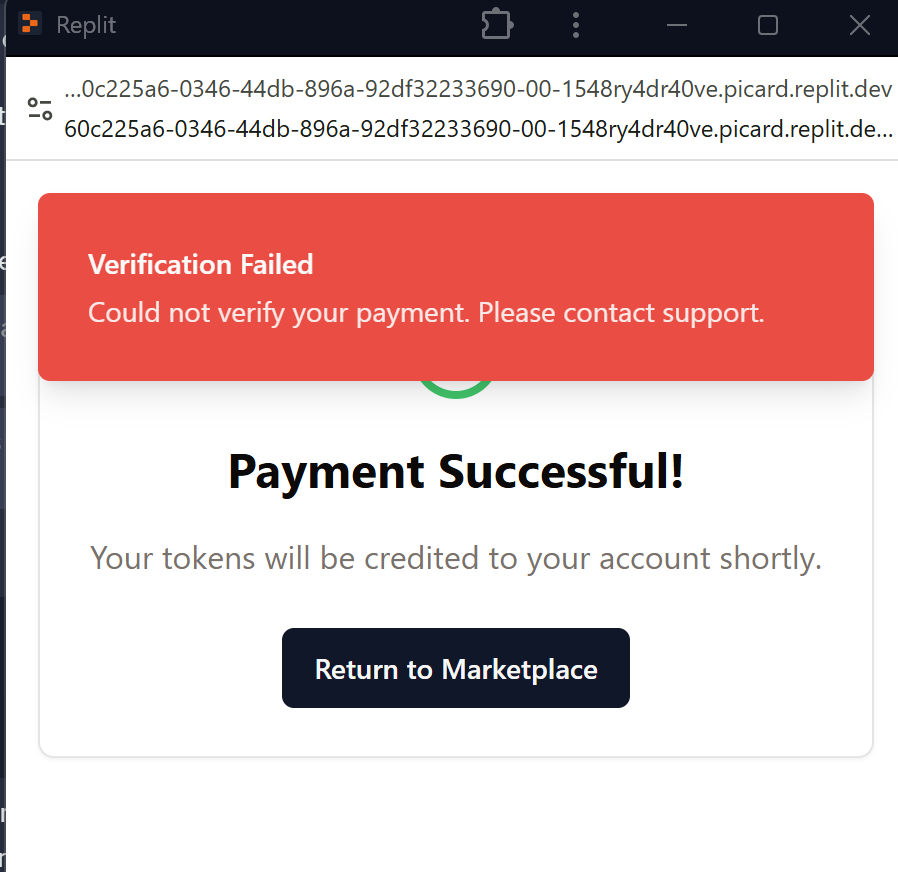 Replit
...0c225a6-0346-44db-896a-92df32233690-00-1548ry4dr40ve.picard.replit.dev
60c225a6-0346-44db-896a-92df32233690-00-1548ry4dr40ve.picard.replit.de...
Verification Failed
Could not verify your payment. Please contact support.
Payment Successful!
Your tokens will be credited to your account shortly.
Return to Marketplace